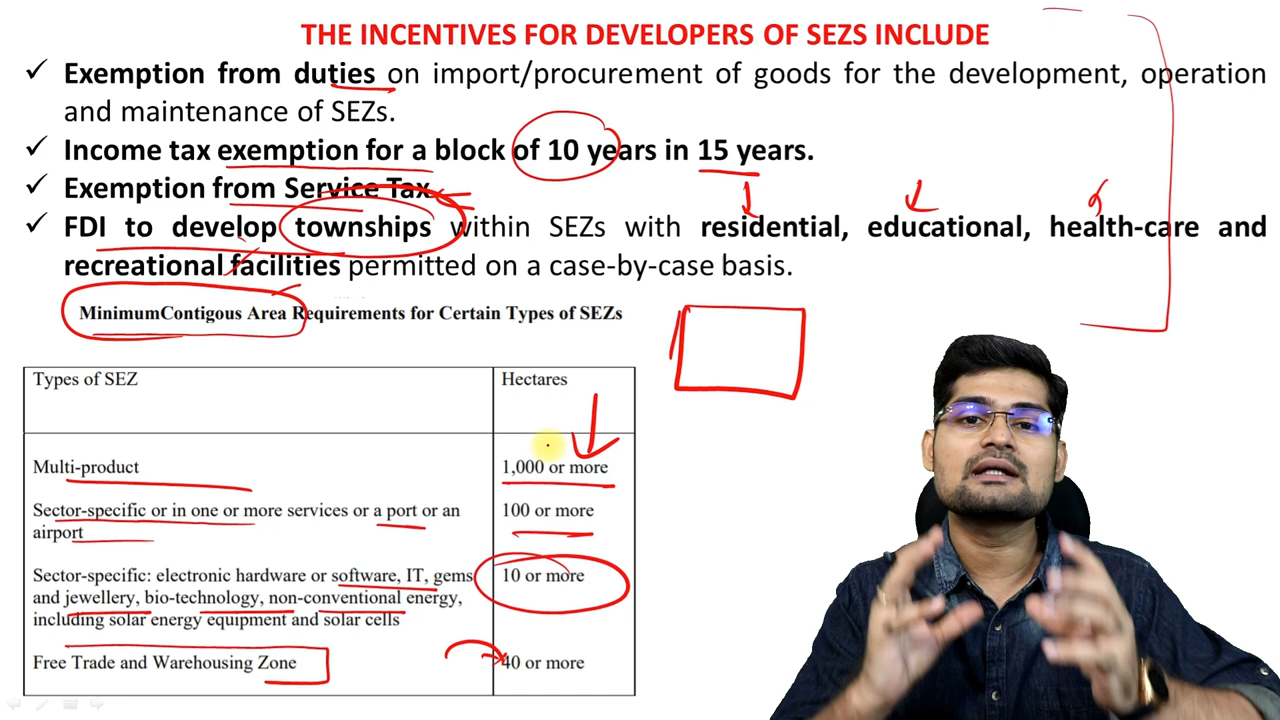 THE INCENTIVES FOR DEVELOPERS OF SEZS INCLUDE
✓ Exemption from duties on import/procurement of goods for the development, operation
and maintenance of SEZs.
✓ Income tax exemption for a block of 10 years in 15 years.
✓ Exemption from Service Tax
✓ FDI to develop townships within SEZs with residential, educational, health-care and
recreational facilities permitted on a case-by-case basis.
MinimumContigous Area Requirements for Certain Types of SEZs
Types of SEZ Hectares
Multi-product 1,000 or more
Sector-specific or in one or more services or a port or an 100 or more
airport
Sector-specific: electronic hardware or software, IT, gems 10 or more
and jewellery, bio-technology, non-conventional energy,
including solar energy equipment and solar cells
Free Trade and Warehousing Zone 40 or more